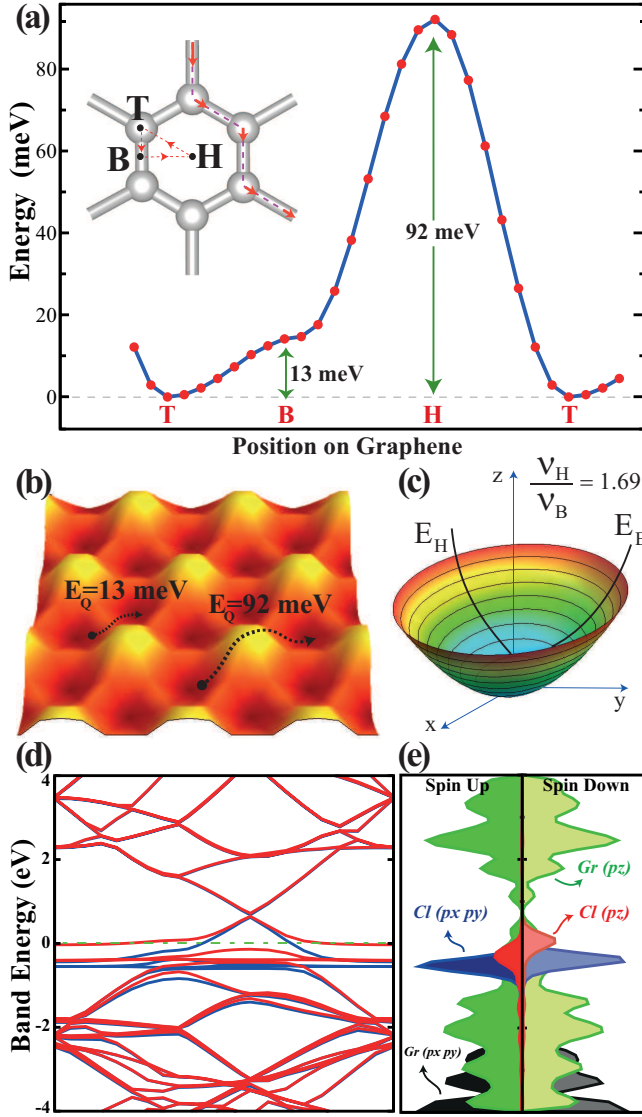 (a)
Energy (meV)
80
60
40
20
0
T
B
H
92 meV
13 meV
T
B
H
T
Position on Graphene
(b)
E_Q=13 meV
E_Q=92 meV
(c)
z
ν_H
ν_B
= 1.69
E_H
E_B
x
y
(d)
Band Energy (eV)
4
2
0
-2
-4
(e)
Spin Up
Spin Down
Gr (pz)
Cl (px py)
Cl (pz)
Gr (px py)